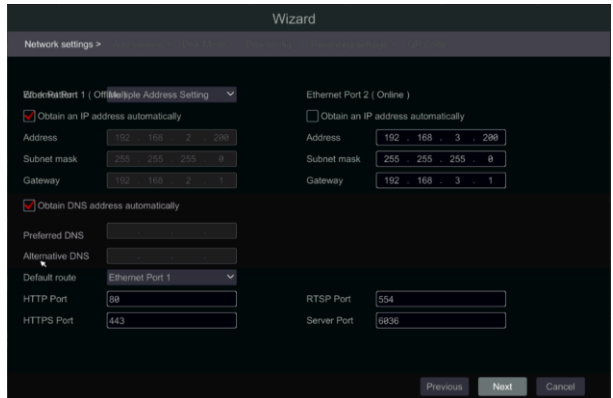 Wizard
Network settings >
Work Pattern Multiple Address Setting
Ethernet Port 1 ( Offline ) Ethernet Port 2 ( Online )
Obtain an IP address automatically Obtain an IP address automatically
Address 192 . 168 . 2 . 200 Address 192 . 168 . 3 . 200
Subnet mask 255 . 255 . 255 . 0 Subnet mask 255 . 255 . 255 . 0
Gateway 192 . 168 . 2 . 1 Gateway 192 . 168 . 3 . 1
Obtain DNS address automatically
Preferred DNS
Alternative DNS
Default route Ethernet Port 1
HTTP Port 80 RTSP Port 554
HTTPS Port 443 Server Port 6036
Previous Next Cancel